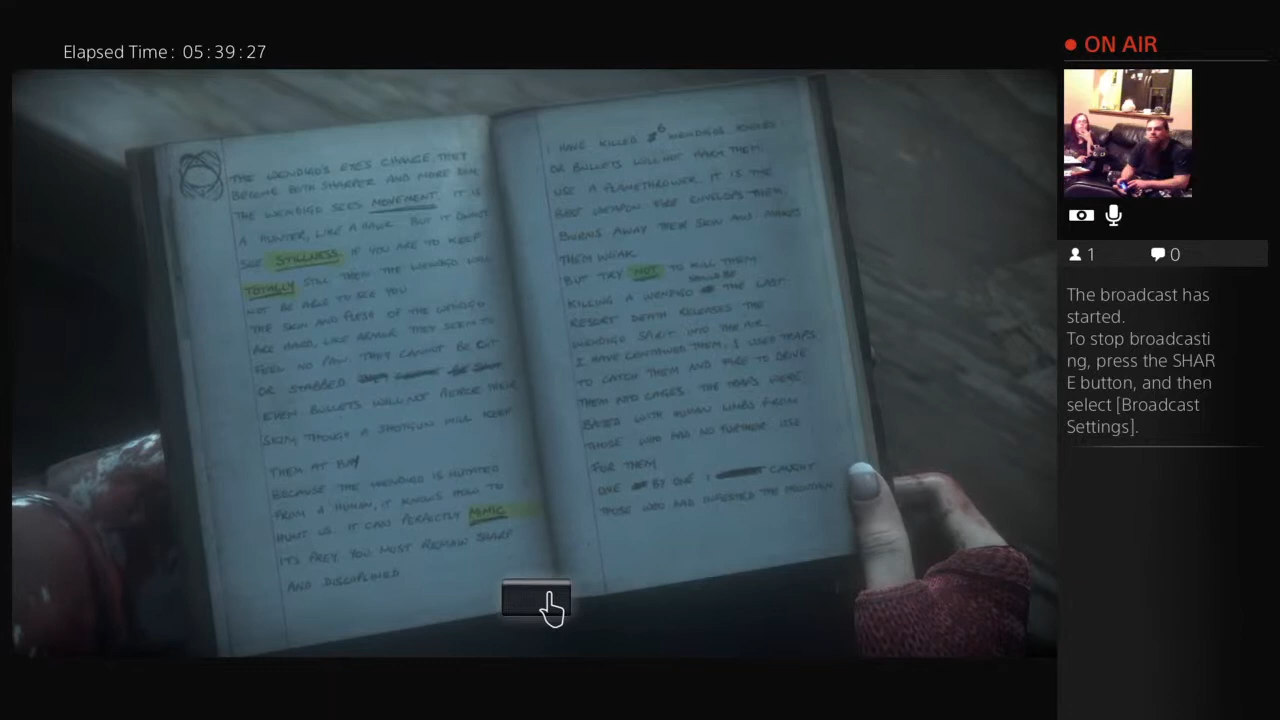 Elapsed Time: 05:39:27
ON AIR
THE WENDIGO'S EYES CHANGE. THEY
BECOME BOTH SHARPER AND MORE DIM
THE WENDIGO SEES MOVEMENT. IT IS
A HUNTER, LIKE A HAWK. BUT IT CANNOT
SEE STILLNESS. IF YOU ARE TO KEEP
TOTALLY STILL THEN THE WENDIGO WILL
NOT BE ABLE TO SEE YOU
THE SKIN AND FLESH OF THE WENDIGO
ARE HARD, LIKE ARMOUR. THEY SEEM TO
FEEL NO PAIN. THEY CANNOT BE CUT
OR STABBED
EVEN BULLETS WILL NOT PIERCE THEIR
SKIN, THOUGH A SHOTGUN WILL KEEP
THEM AT BAY
BECAUSE THE WENDIGO IS MUTATED
FROM A HUMAN, IT KNOWS HOW TO
HUNT US. IT CAN PERFECTLY MIMIC
ITS PREY. YOU MUST REMAIN SHARP
AND DISCIPLINED
I HAVE KILLED 6 WENDIGOS. KNIVES
OR BULLETS WILL NOT HARM THEM.
USE A FLAMETHROWER. IT IS THE
BEST WEAPON. FIRE ENVELOPS THEM,
BURNS AWAY THEIR SKIN AND MAKES
THEM WEAK.
BUT TRY NOT TO KILL THEM
KILLING A WENDIGO SHOULD BE THE LAST
RESORT. DEATH RELEASES THE
WENDIGO SPIRIT INTO THE AIR.
I HAVE CONTAINED THEM. I USED TRAPS
TO CATCH THEM AND FIRE TO DRIVE
THEM INTO CAGES. THE TRAPS WERE
BAITED WITH HUMAN LIMBS FROM
THOSE WHO HAD NO FURTHER USE
FOR THEM
ONE BY ONE I CAUGHT
THOSE WHO HAD INFESTED THE MOUNTAIN
1
0
The broadcast has
started.
To stop broadcasti
ng, press the SHAR
E button, and then
select [Broadcast
Settings].